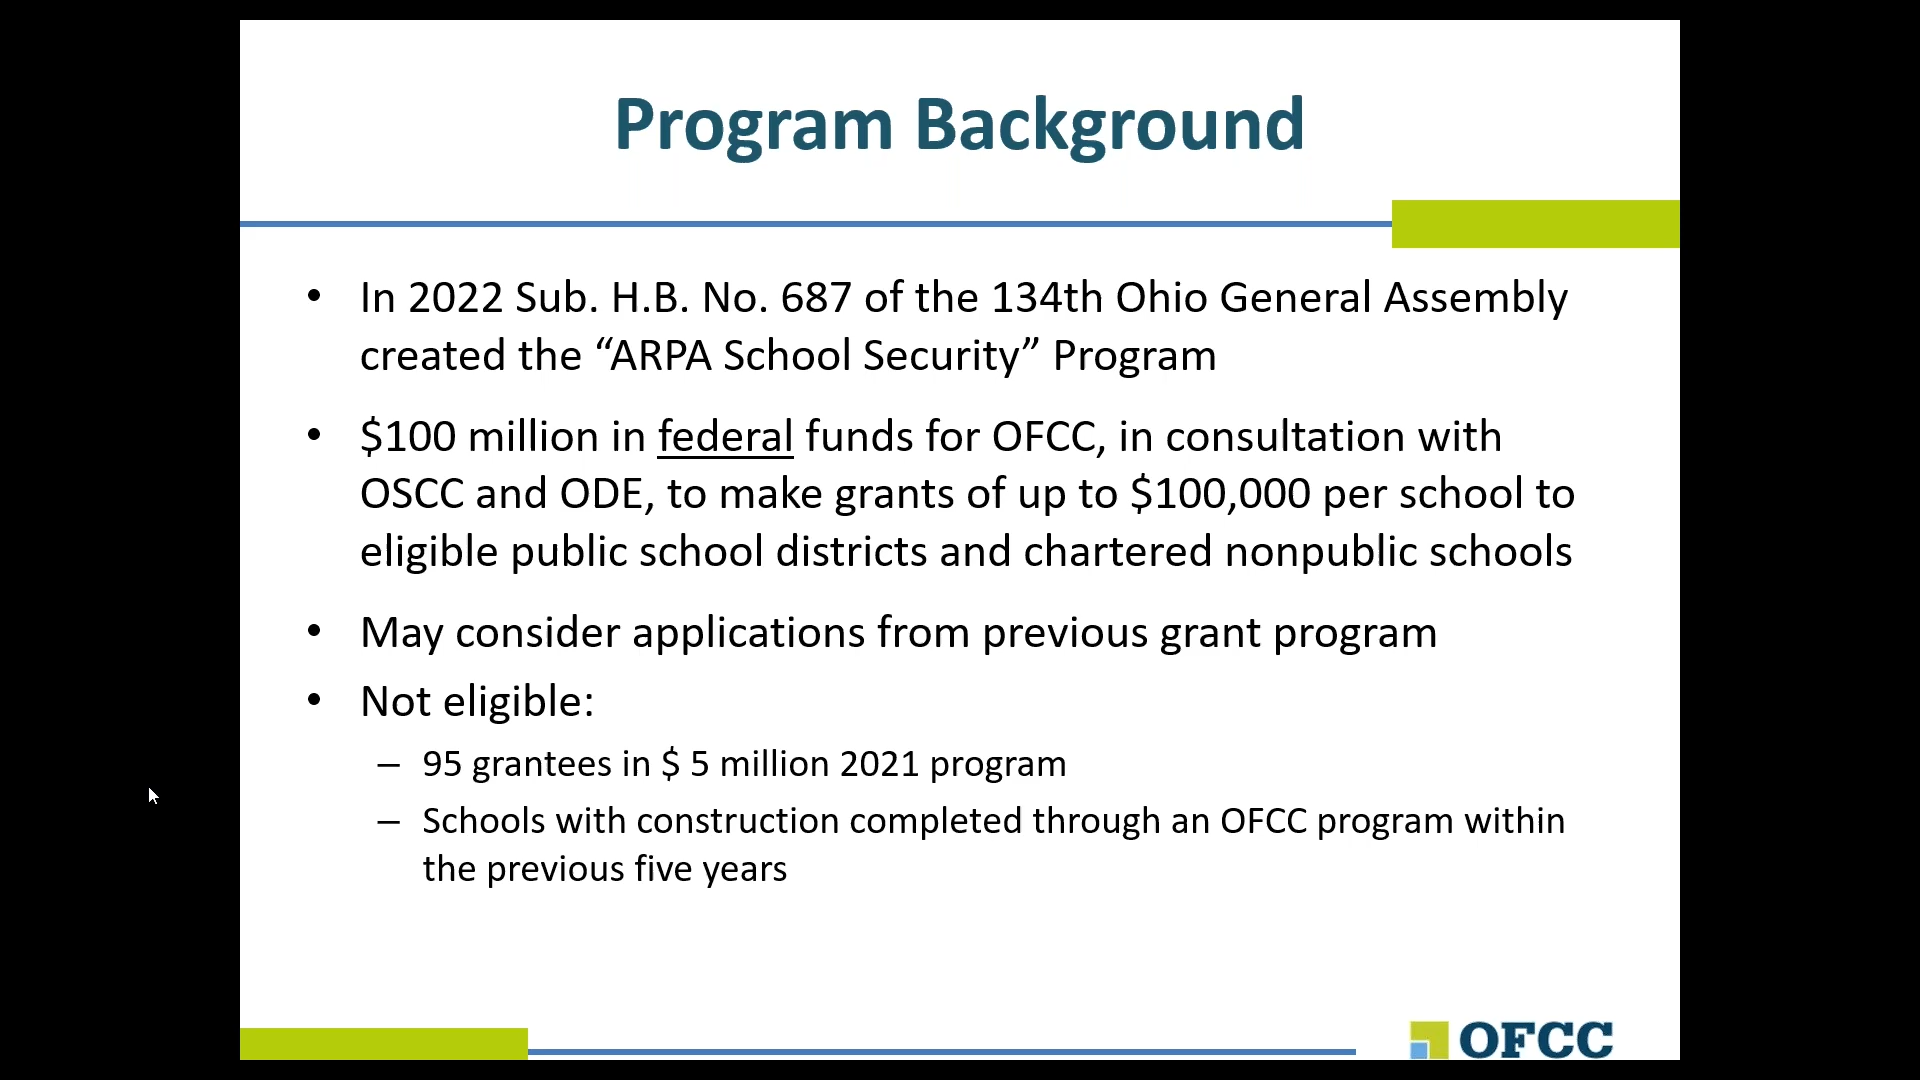 Program Background
• In 2022 Sub. H.B. No. 687 of the 134th Ohio General Assembly
created the “ARPA School Security” Program
• $100 million in federal funds for OFCC, in consultation with
OSCC and ODE, to make grants of up to $100,000 per school to
eligible public school districts and chartered nonpublic schools
• May consider applications from previous grant program
• Not eligible:
– 95 grantees in $ 5 million 2021 program
– Schools with construction completed through an OFCC program within
the previous five years
OFCC